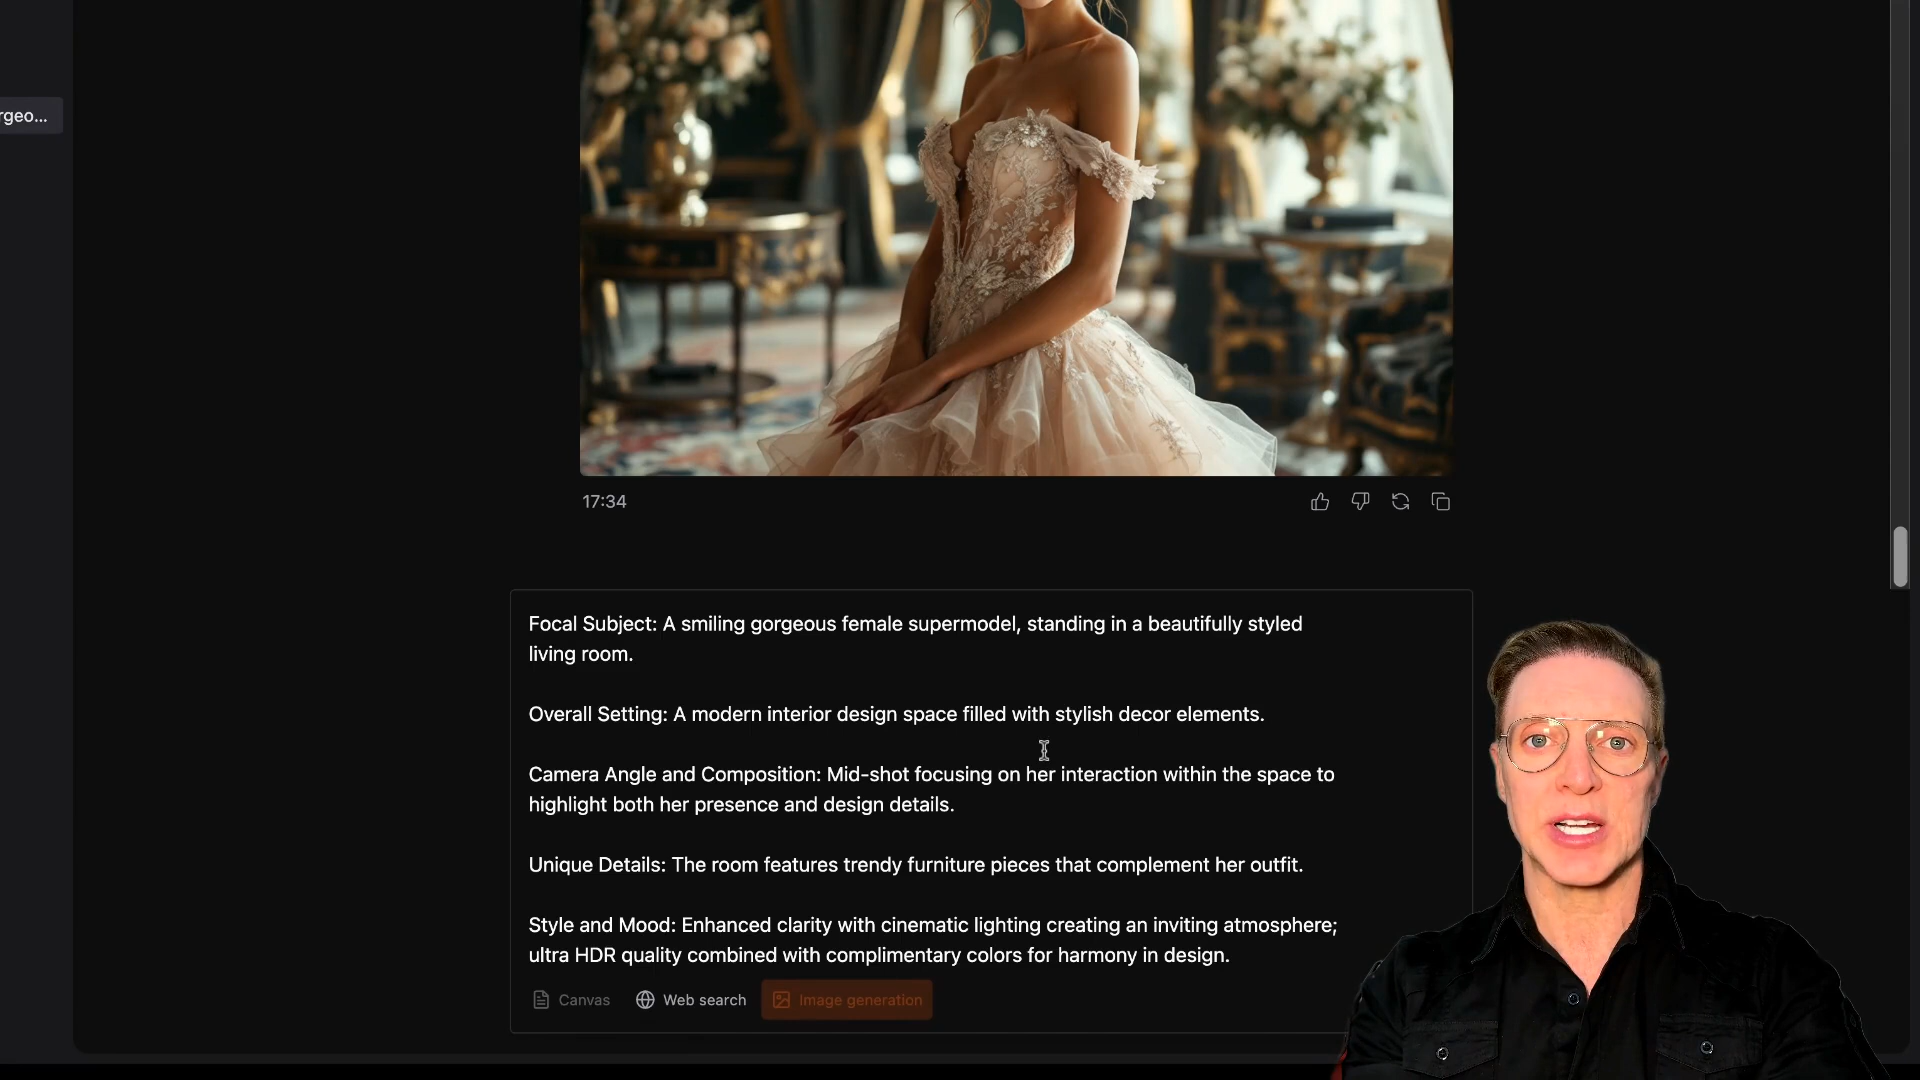 rgeo...
17:34
Focal Subject: A smiling gorgeous female supermodel, standing in a beautifully styled
living room.
Overall Setting: A modern interior design space filled with stylish decor elements.
Camera Angle and Composition: Mid-shot focusing on her interaction within the space to
highlight both her presence and design details.
Unique Details: The room features trendy furniture pieces that complement her outfit.
Style and Mood: Enhanced clarity with cinematic lighting creating an inviting atmosphere;
ultra HDR quality combined with complimentary colors for harmony in design.
Canvas
Web search
Image generation